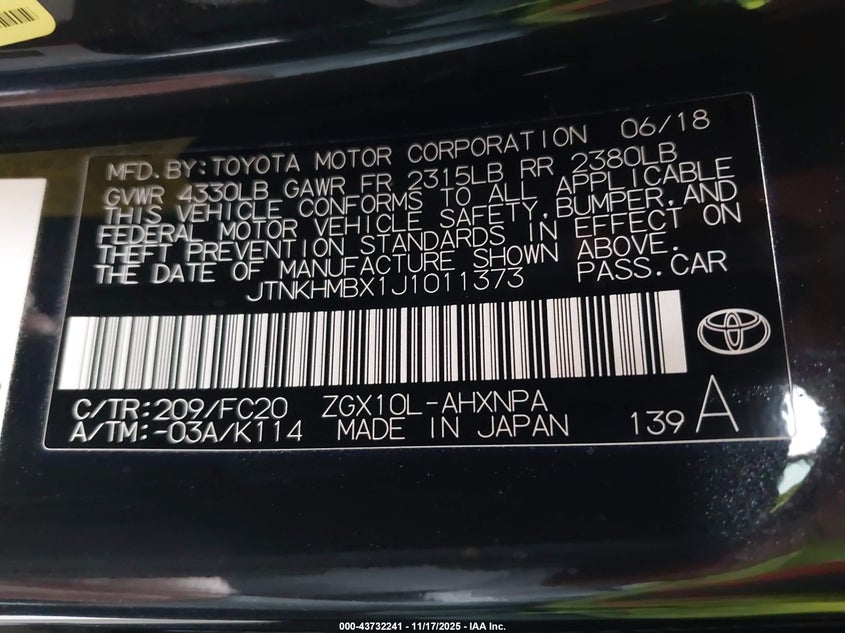 MFD.BY:TOYOTA MOTOR CORPORATION 06/18
GVWR 4330LB GAWR FR 2315LB RR 2380LB
THIS VEHICLE CONFORMS TO ALL APPLICABLE
FEDERAL MOTOR VEHICLE SAFETY,BUMPER,AND
THEFT PREVENTION STANDARDS IN EFFECT ON
THE DATE OF MANUFACTURE SHOWN ABOVE.
JTNKHMBX1J1011373 PASS.CAR
C/TR:209/FC20 ZGX10L-AHXNPA
A/TM:-03A/K114 MADE IN JAPAN 139 A
000-43732241 - 11/17/2025 - IAA Inc.